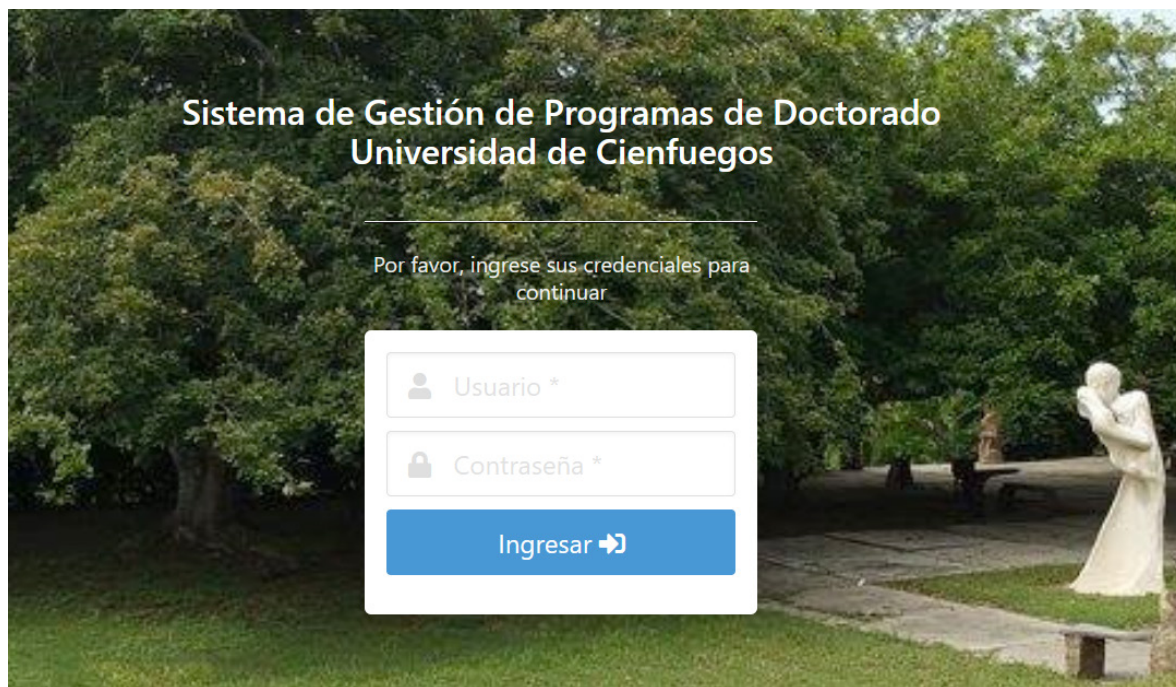 Sistema de Gestión de Programas de Doctorado
Universidad de Cienfuegos
Por favor, ingrese sus credenciales para
continuar
Usuario *
Contraseña *
Ingresar